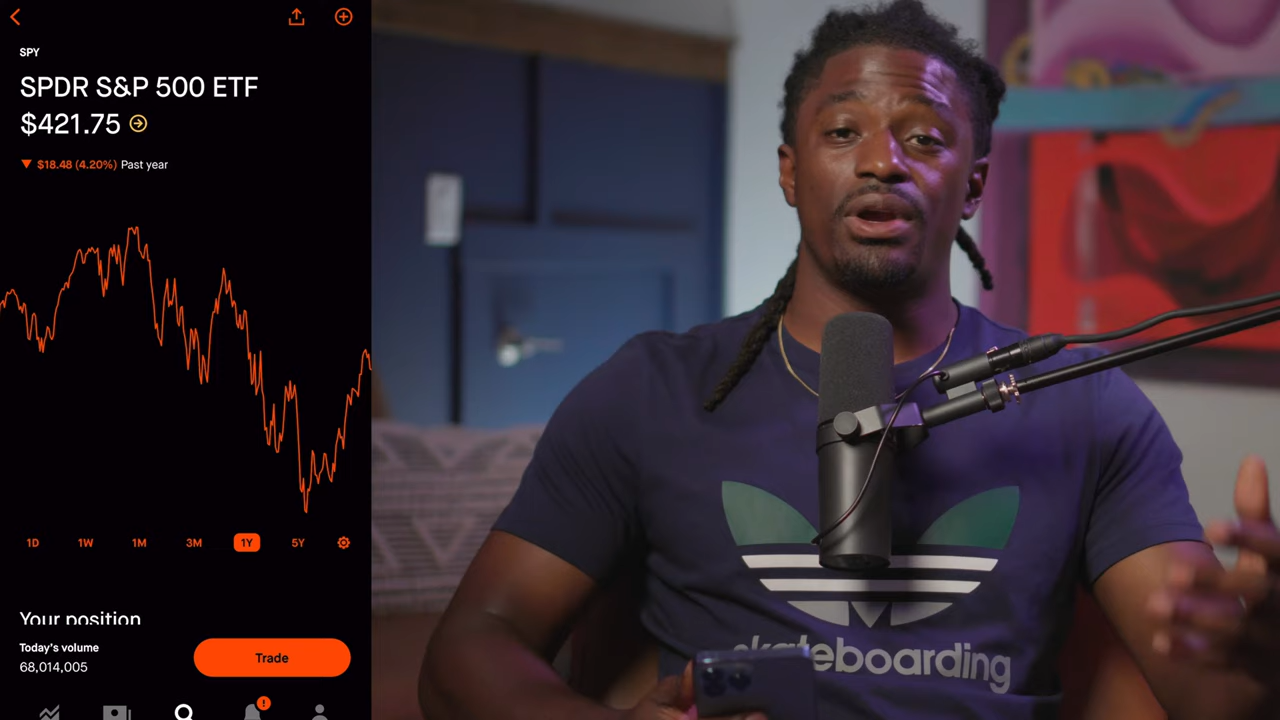 SPY
SPDR S&P 500 ETF
$421.75
▼ $18.48 (4.20%) Past year
1D 1W 1M 3M 1Y 5Y
Your position
Today's volume
68,014,005
Trade
!
skateboarding